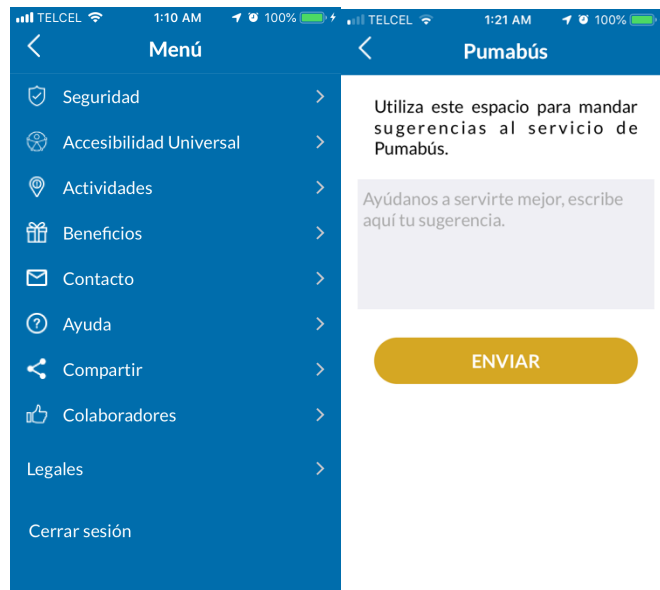 TELCEL 1:10 AM 100%
Menú
Seguridad
Accesibilidad Universal
Actividades
Beneficios
Contacto
Ayuda
Compartir
Colaboradores
Legales
Cerrar sesión
TELCEL 1:21 AM 100%
Pumabús
Utiliza este espacio para mandar
sugerencias al servicio de
Pumabús.
Ayúdanos a servirte mejor, escribe
aquí tu sugerencia.
ENVIAR